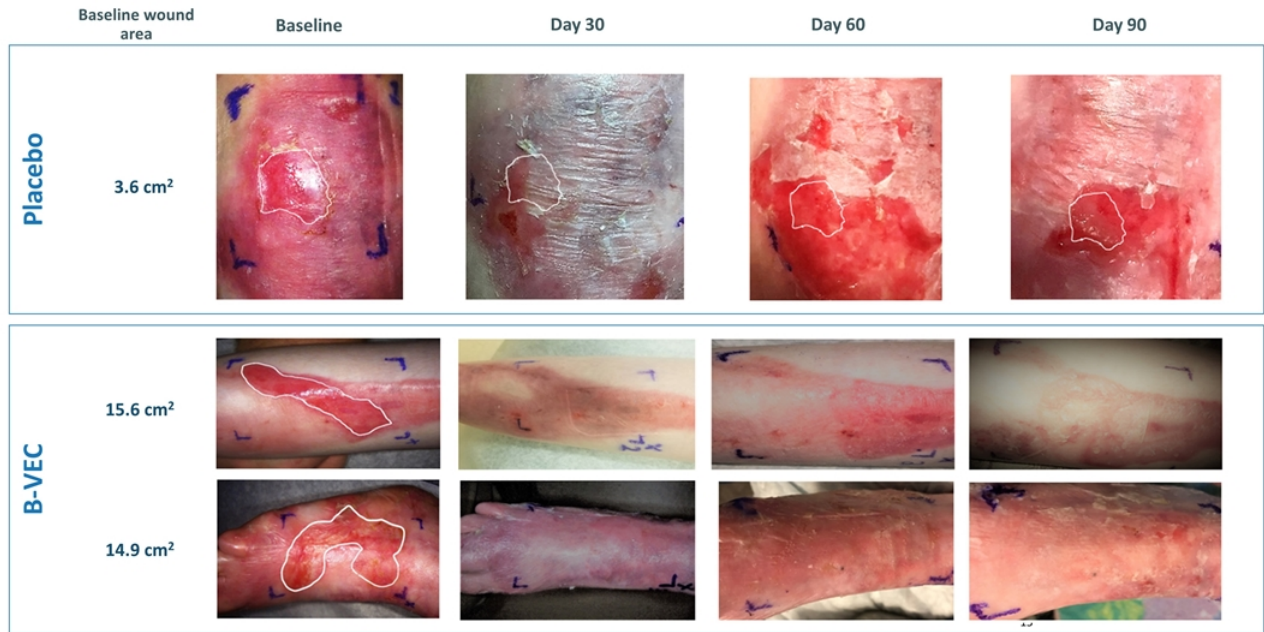 Baseline wound
area
Baseline
Day 30
Day 60
Day 90
Placebo
3.6 cm²
B-VEC
15.6 cm²
14.9 cm²